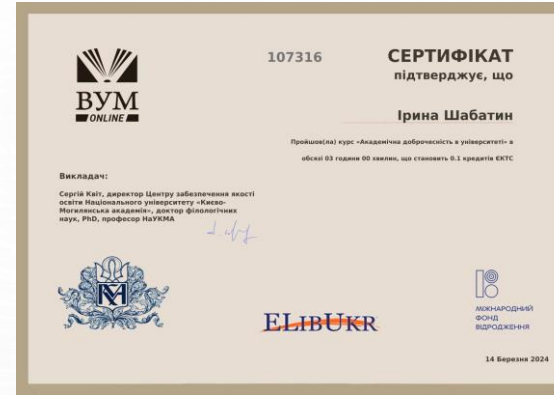 ВУМ
ONLINE
107316
СЕРТИФІКАТ
підтверджує, що
Ірина Шабатин
Пройшов(ла) курс «Академічна доброчесність в університеті» в
обсязі 03 години 00 хвилин, що становить 0.1 кредитів ЄКТС
Викладач:
Сергій Квіт, директор Центру забезпечення якості
освіти Національного університету «Києво-
Могилянська академія», доктор філологічних
наук, PhD, професор НаУКМА
ELIBUKR
МІЖНАРОДНИЙ
ФОНД
ВІДРОДЖЕННЯ
14 Березня 2024